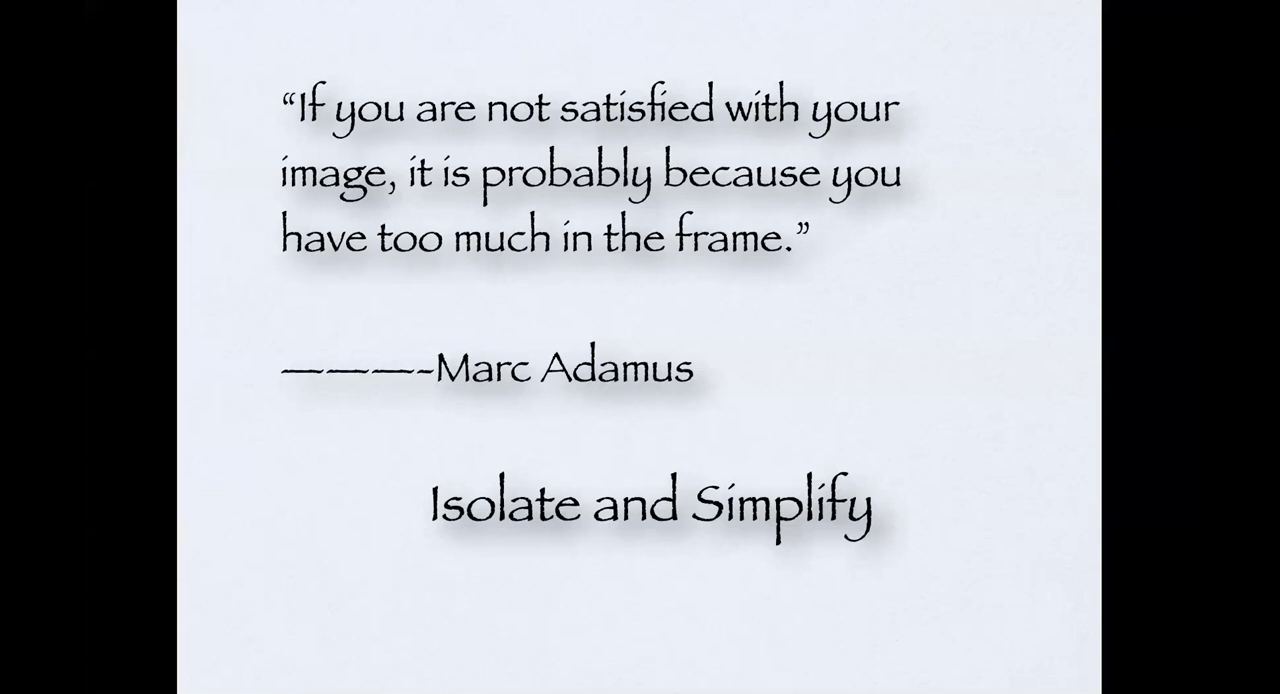 “If you are not satisfied with your
image, it is probably because you
have too much in the frame.”
————-Marc Adamus
Isolate and Simplify